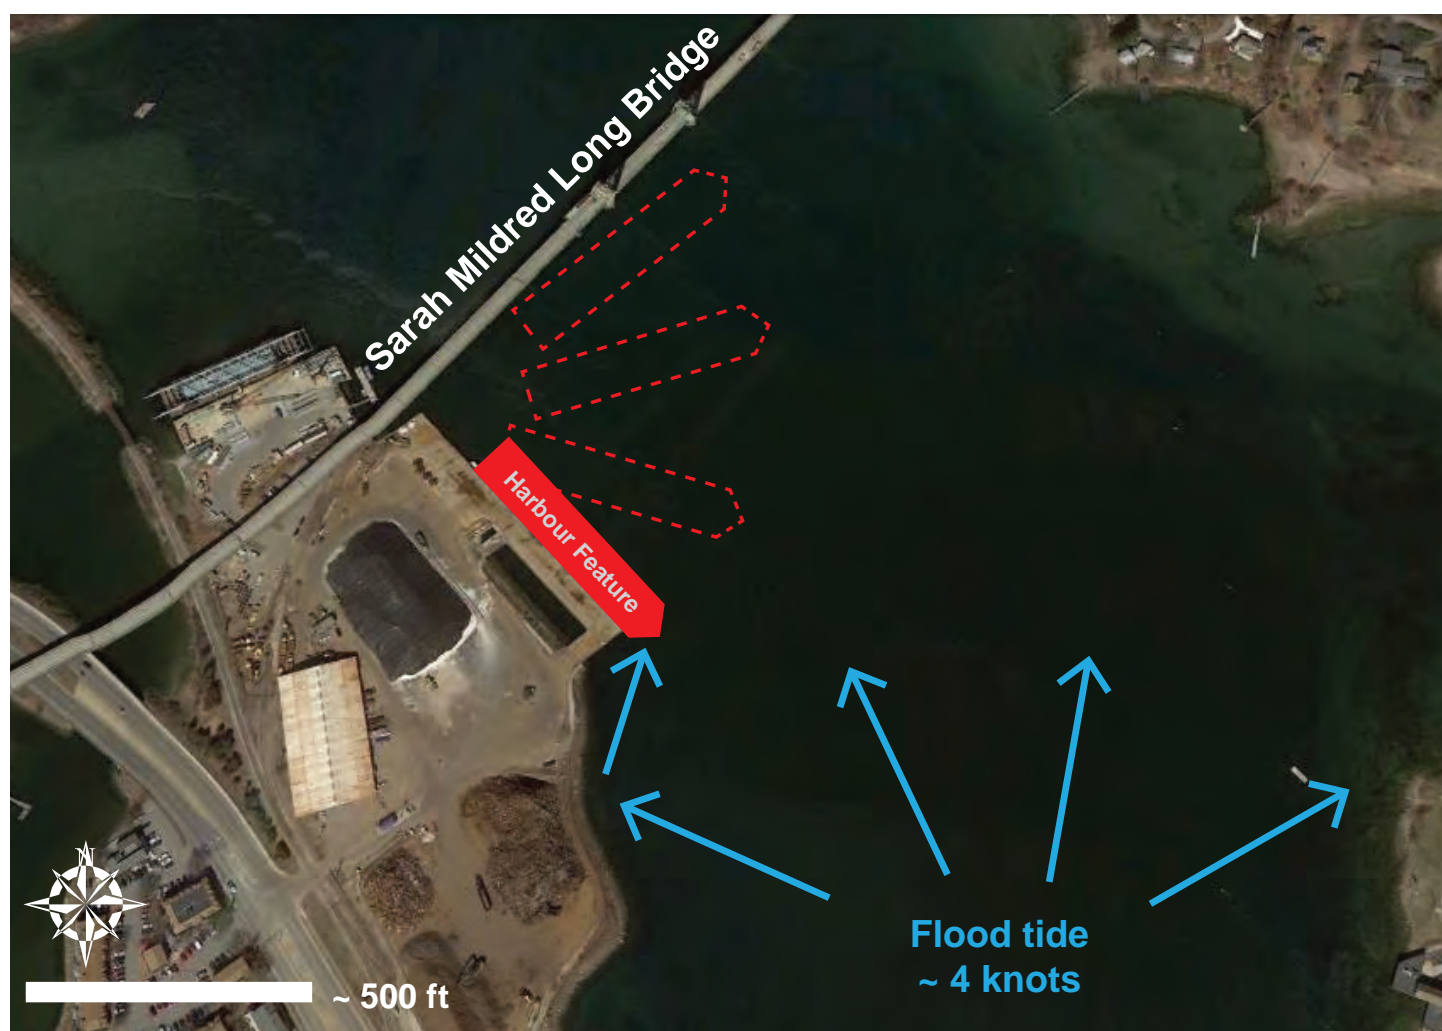 Sarah Mildred Long Bridge
Harbour Feature
Flood tide
~ 4 knots
N
~ 500 ft